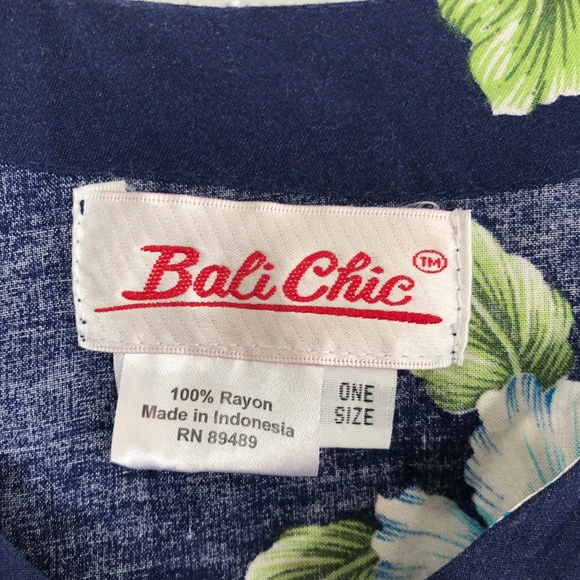 Bali Chic TM
100% Rayon
Made in Indonesia
RN 89489
ONE
SIZE